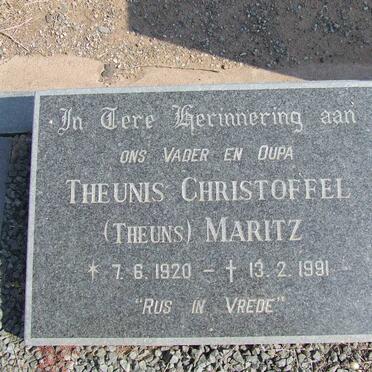 In Tere Herinnering aan
ONS VADER EN OUPA
THEUNIS CHRISTOFFEL
(THEUNS) MARITZ
* 7. 6. 1920 - † 13. 2. 1991 -
"RUS IN VREDE"